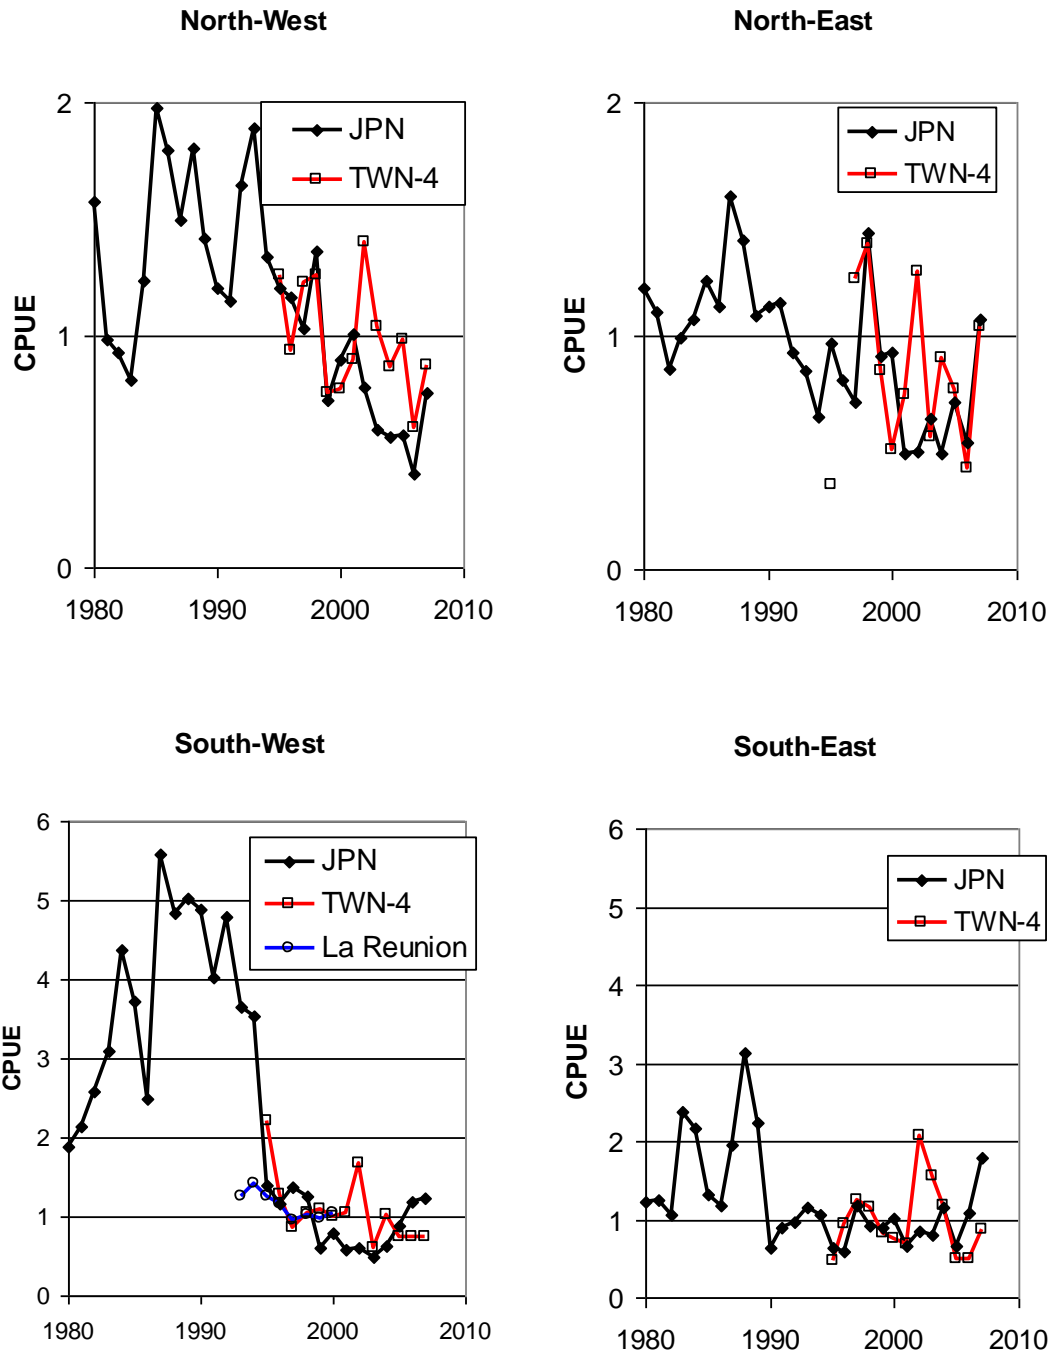 North-West
North-East
2
JPN
TWN-4
1
0
CPUE
1980
1990
2000
2010
2
JPN
TWN-4
1
0
CPUE
1980
1990
2000
2010
South-West
South-East
6
5
4
3
2
1
0
JPN
TWN-4
La Reunion
CPUE
1980
1990
2000
2010
6
5
4
3
2
1
0
JPN
TWN-4
CPUE
1980
1990
2000
2010